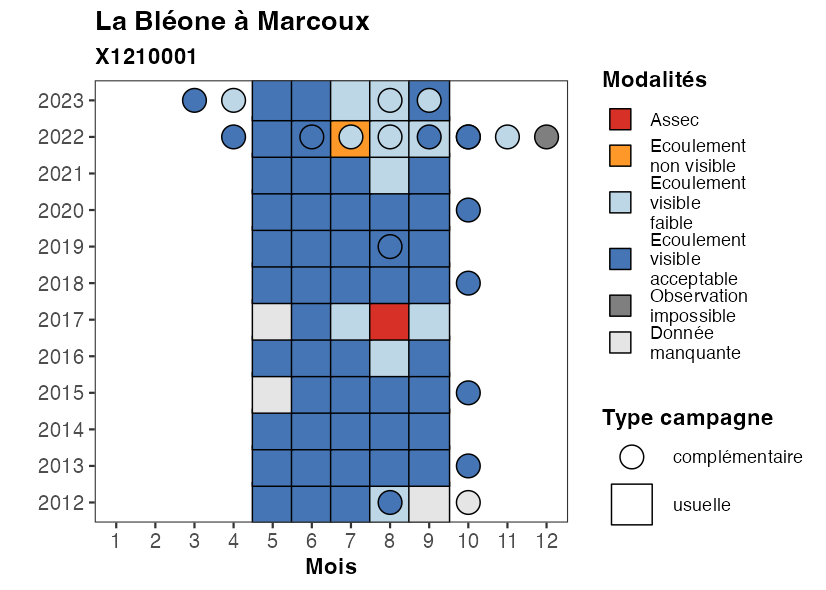 La Bléone à Marcoux
X1210001
2023
2022
2021
2020
2019
2018
2017
2016
2015
2014
2013
2012
1 2 3 4 5 6 7 8 9 10 11 12
Mois
Modalités
Assec
Ecoulement
non visible
Ecoulement
visible
faible
Ecoulement
visible
acceptable
Observation
impossible
Donnée
manquante
Type campagne
complémentaire
usuelle